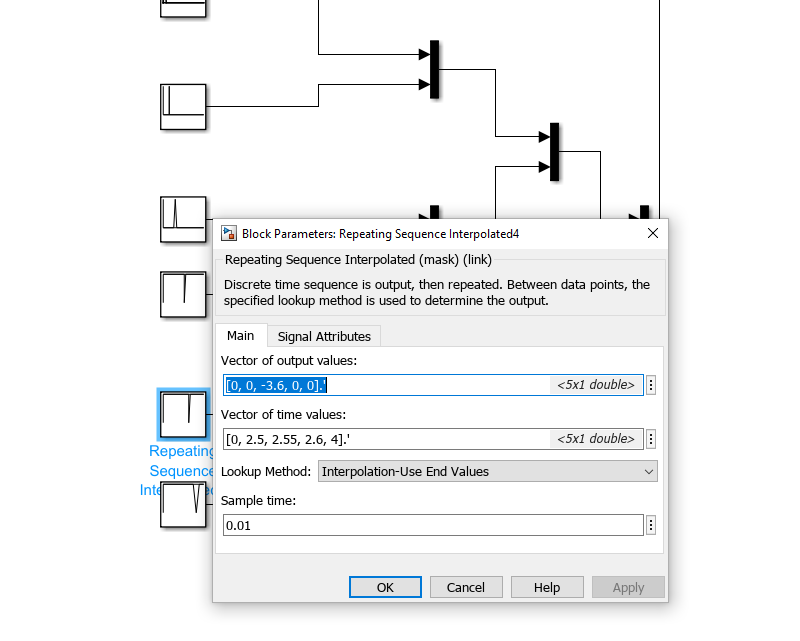 Block Parameters: Repeating Sequence Interpolated4
Repeating Sequence Interpolated (mask) (link)
Discrete time sequence is output, then repeated. Between data points, the
specified lookup method is used to determine the output.
Main
Signal Attributes
Vector of output values:
[0, 0, -3.6, 0, 0].' <5x1 double>
Vector of time values:
[0, 2.5, 2.55, 2.6, 4].' <5x1 double>
Repeating
Sequence
Lookup Method: Interpolation-Use End Values
Sample time:
0.01
OK
Cancel
Help
Apply